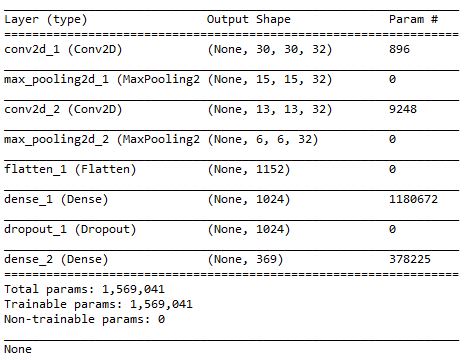 Layer (type) Output Shape Param #
=================================================================
conv2d_1 (Conv2D) (None, 30, 30, 32) 896
max_pooling2d_1 (MaxPooling2 (None, 15, 15, 32) 0
conv2d_2 (Conv2D) (None, 13, 13, 32) 9248
max_pooling2d_2 (MaxPooling2 (None, 6, 6, 32) 0
flatten_1 (Flatten) (None, 1152) 0
dense_1 (Dense) (None, 1024) 1180672
dropout_1 (Dropout) (None, 1024) 0
dense_2 (Dense) (None, 369) 378225
=================================================================
Total params: 1,569,041
Trainable params: 1,569,041
Non-trainable params: 0
None